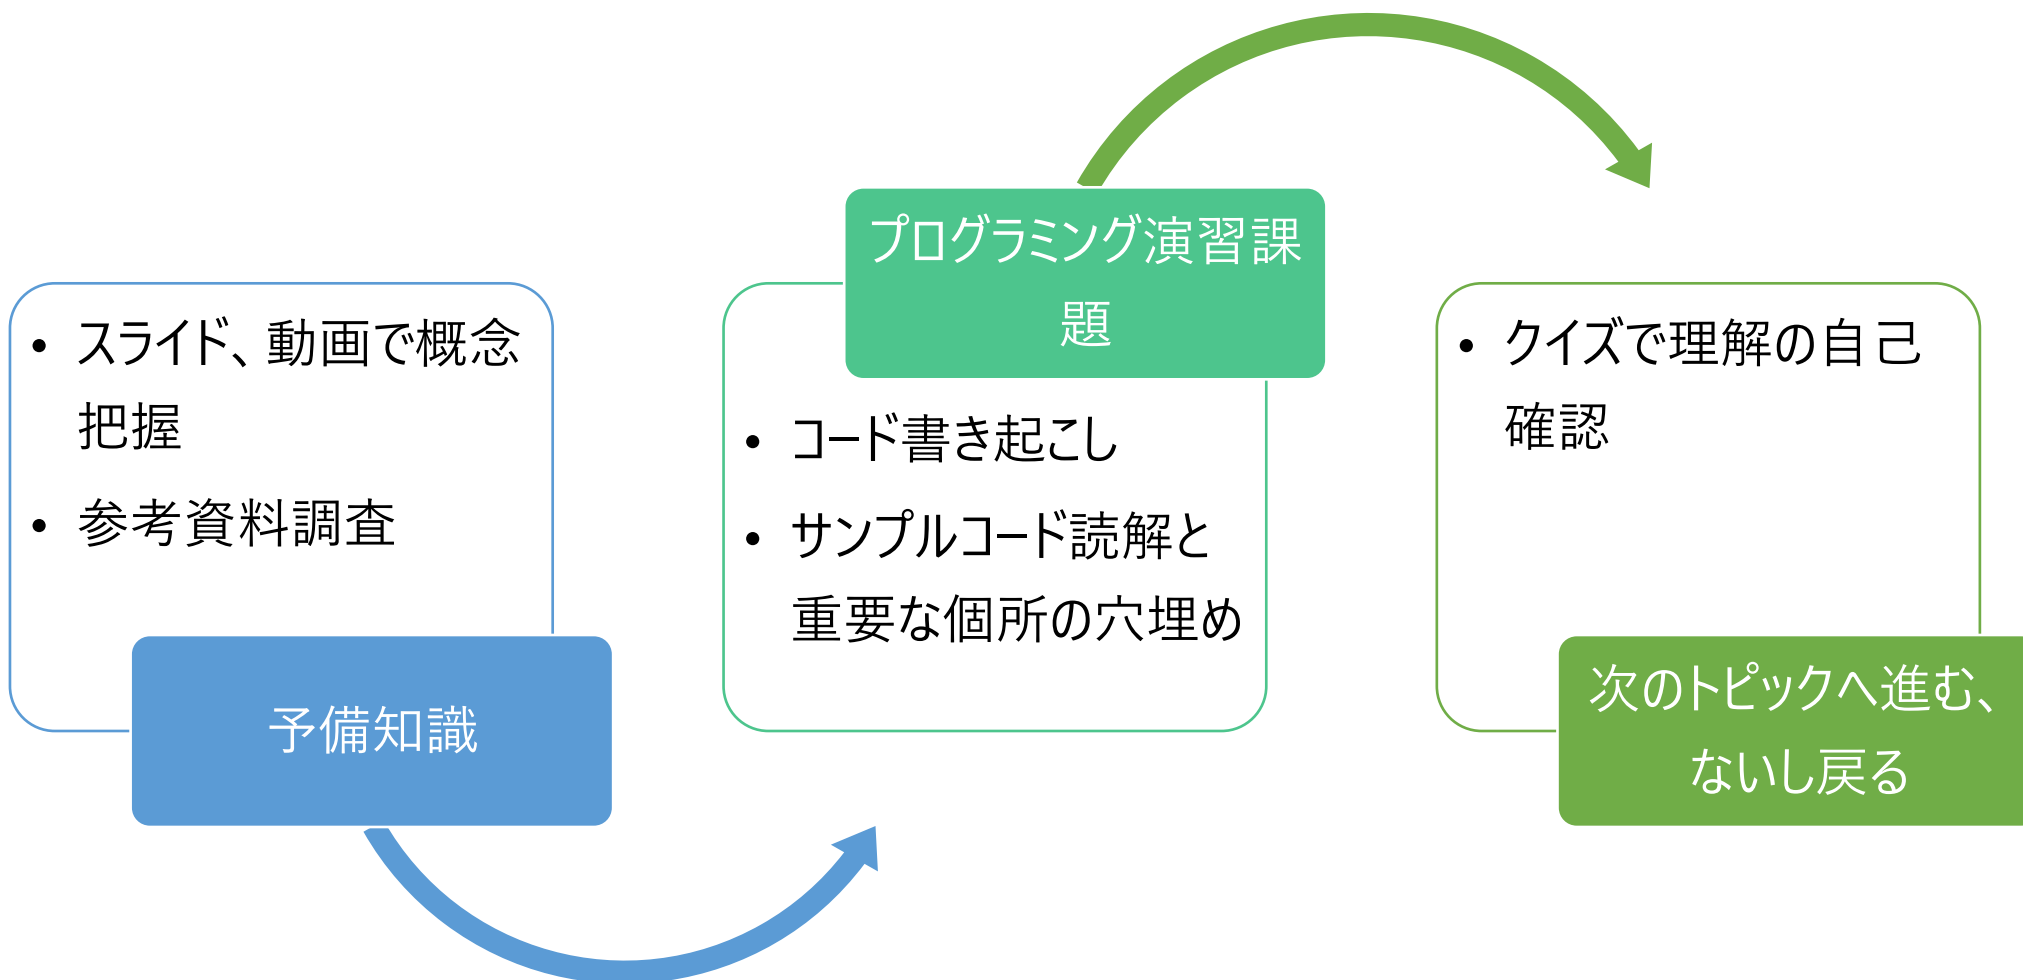 • スライド、動画で概念
把握
• 参考資料調査
予備知識
プログラミング演習課
題
• コード書き起こし
• サンプルコード読解と
重要な個所の穴埋め
• クイズで理解の自己
確認
次のトピックへ進む、
ないし戻る